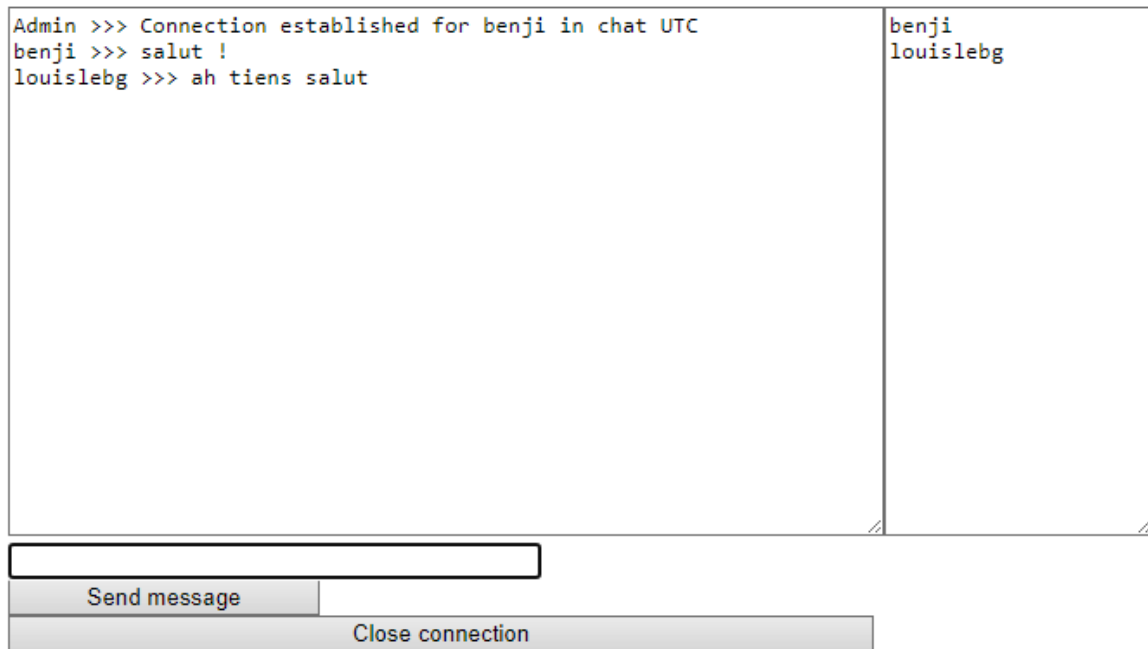 Admin >>> Connection established for benji in chat UTC
benji >>> salut !
louislebg >>> ah tiens salut
benji
louislebg
Send message
Close connection